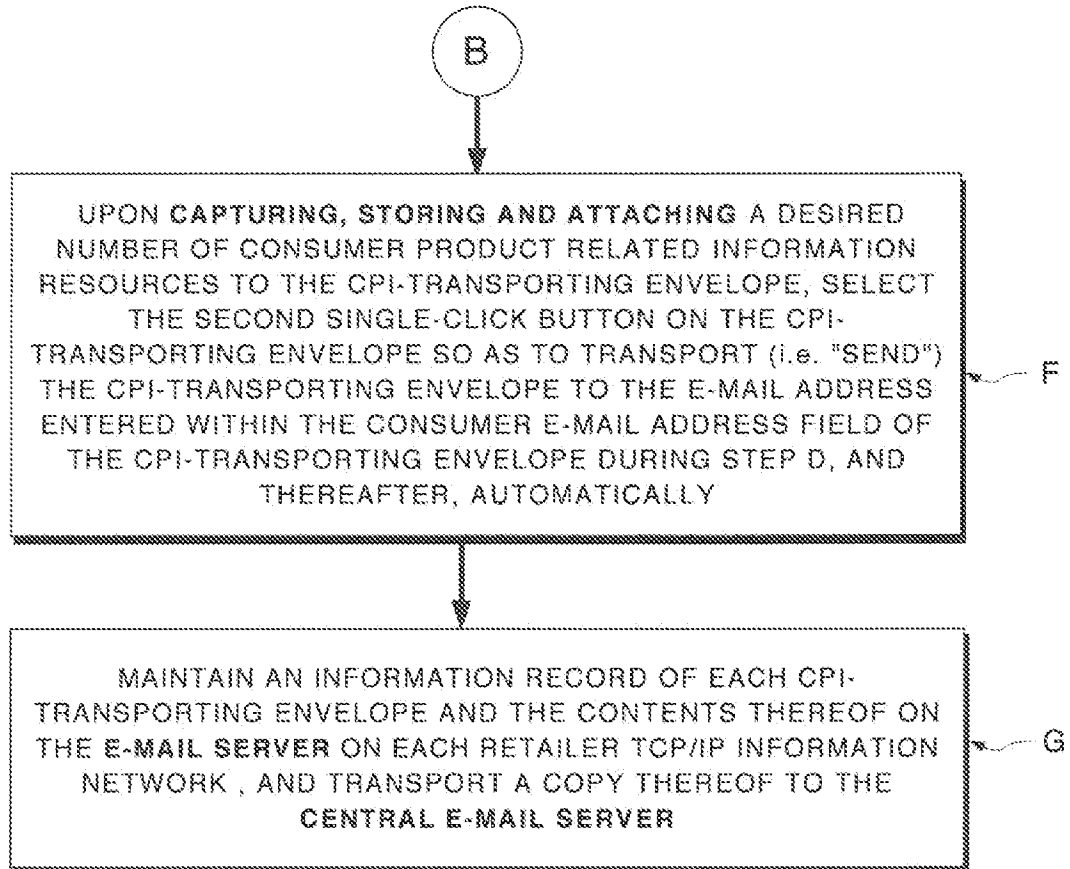 B
UPON CAPTURING, STORING AND ATTACHING A DESIRED
NUMBER OF CONSUMER PRODUCT RELATED INFORMATION
RESOURCES TO THE CPI-TRANSPORTING ENVELOPE, SELECT
THE SECOND SINGLE-CLICK BUTTON ON THE CPI-
TRANSPORTING ENVELOPE SO AS TO TRANSPORT (i.e. "SEND")
THE CPI-TRANSPORTING ENVELOPE TO THE E-MAIL ADDRESS
ENTERED WITHIN THE CONSUMER E-MAIL ADDRESS FIELD OF
THE CPI-TRANSPORTING ENVELOPE DURING STEP D, AND
THEREAFTER, AUTOMATICALLY
F
MAINTAIN AN INFORMATION RECORD OF EACH CPI-
TRANSPORTING ENVELOPE AND THE CONTENTS THEREOF ON
THE E-MAIL SERVER ON EACH RETAILER TCP/IP INFORMATION
NETWORK , AND TRANSPORT A COPY THEREOF TO THE
CENTRAL E-MAIL SERVER
G